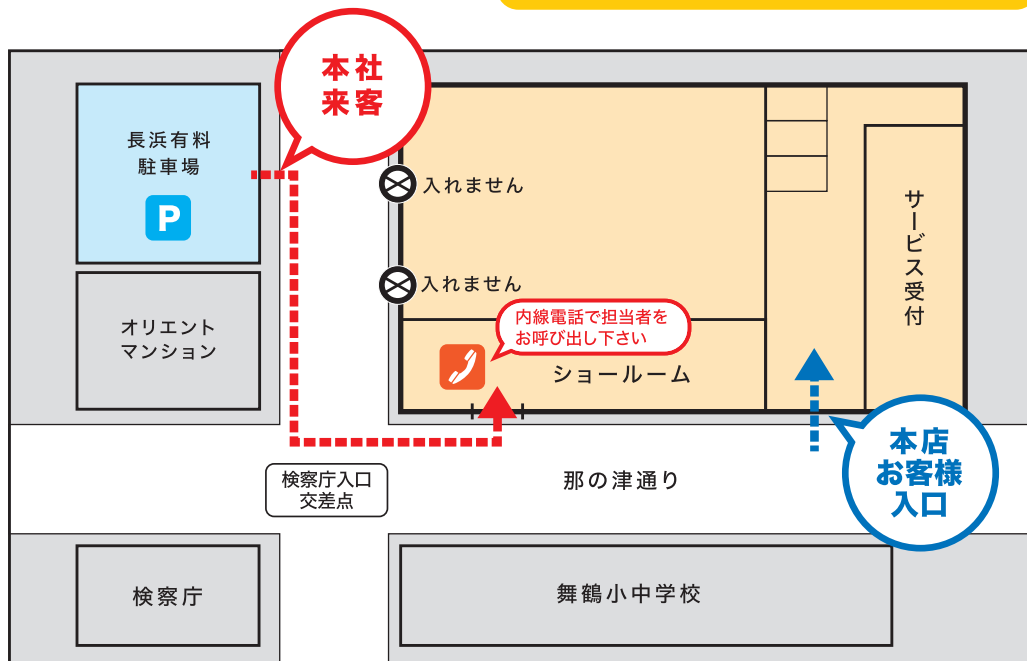 本社
来客
長浜有料
駐車場
P
入れません
入れません
オリエント
マンション
内線電話で担当者を
お呼び出し下さい
ショールーム
サービス受付
本店
お客様
入口
検察庁入口
交差点
那の津通り
検察庁
舞鶴小中学校